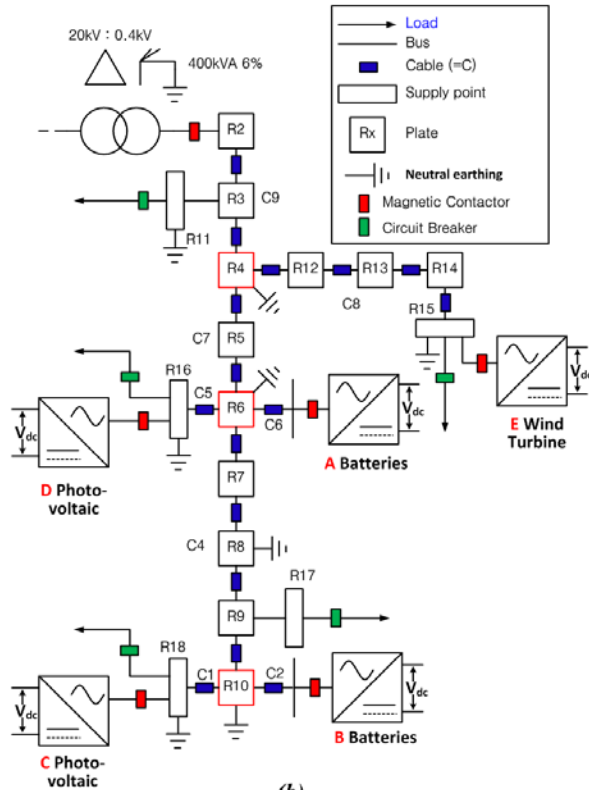 20kV : 0.4kV
400kVA 6%
Load
Bus
Cable (=C)
Supply point
Rx
Plate
Neutral earthing
Magnetic Contactor
Circuit Breaker
R2
R3
C9
R11
R4
R12
R13
R14
C8
R15
C7
R5
R16
C5
R6
C6
Vdc
Vdc
Vdc
E Wind
Turbine
A Batteries
D Photo-
voltaic
R7
C4
R8
R17
R9
R18
C1
R10
C2
Vdc
Vdc
B Batteries
C Photo-
voltaic
(b)